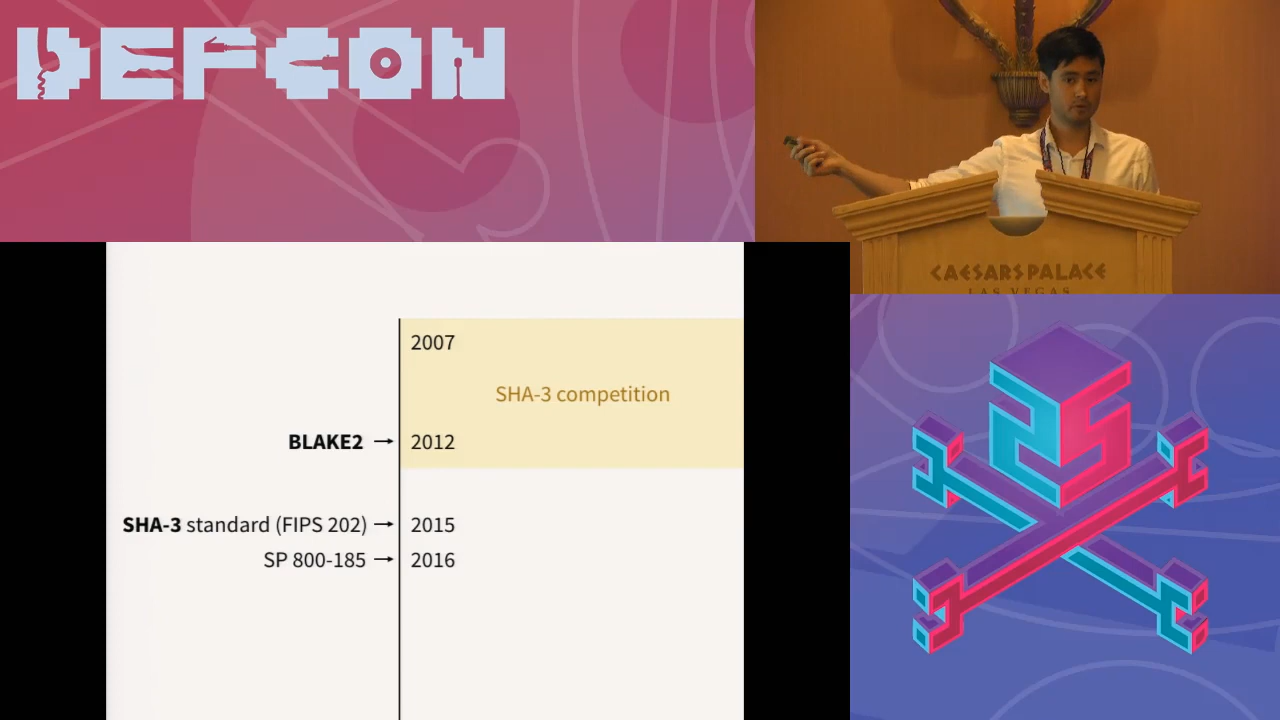 DEFCON
CAESARS PALACE
LAS VEGAS
2007
SHA-3 competition
BLAKE2 → 2012
SHA-3 standard (FIPS 202) → 2015
SP 800-185 → 2016